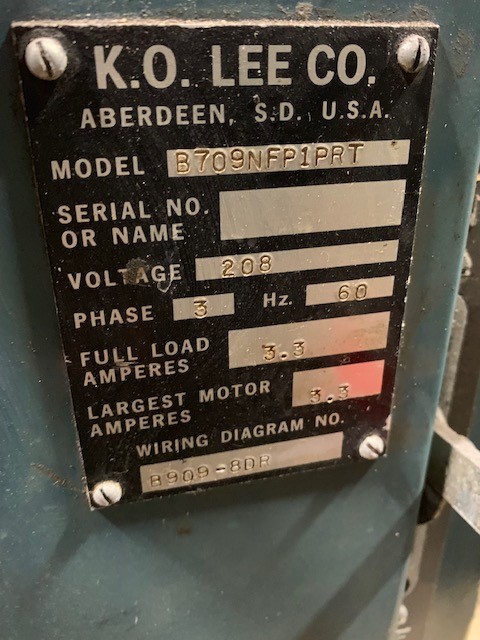 K.O. LEE CO.
ABERDEEN, S.D. U.S.A.
MODEL B709NFP1PRT
SERIAL NO.
OR NAME
VOLTAGE 208
PHASE 3 Hz. 60
FULL LOAD
AMPERES 3.3
LARGEST MOTOR
AMPERES 3.3
WIRING DIAGRAM NO.
B909-8DR